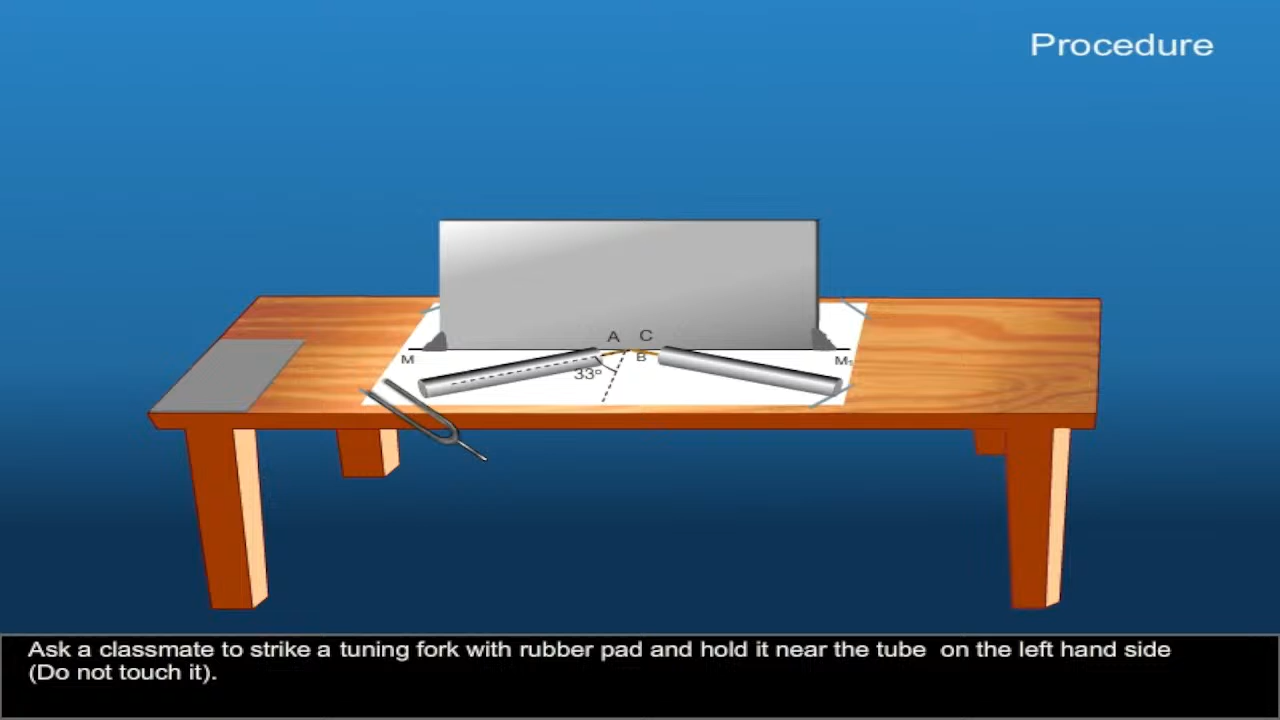 Procedure
A C
M B M₁
33°
Ask a classmate to strike a tuning fork with rubber pad and hold it near the tube on the left hand side
(Do not touch it).